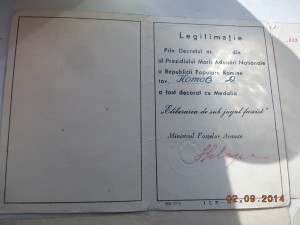 Legitimație
Prin Decretul nr. din
al Prezidiului Marii Adunări Naționale
a Republicii Populare Romîne
tov.
a fost decorat cu Medalia
"Eliberarea de sub jugul fascist"
Ministrul Forțelor Armate
02.09.2014